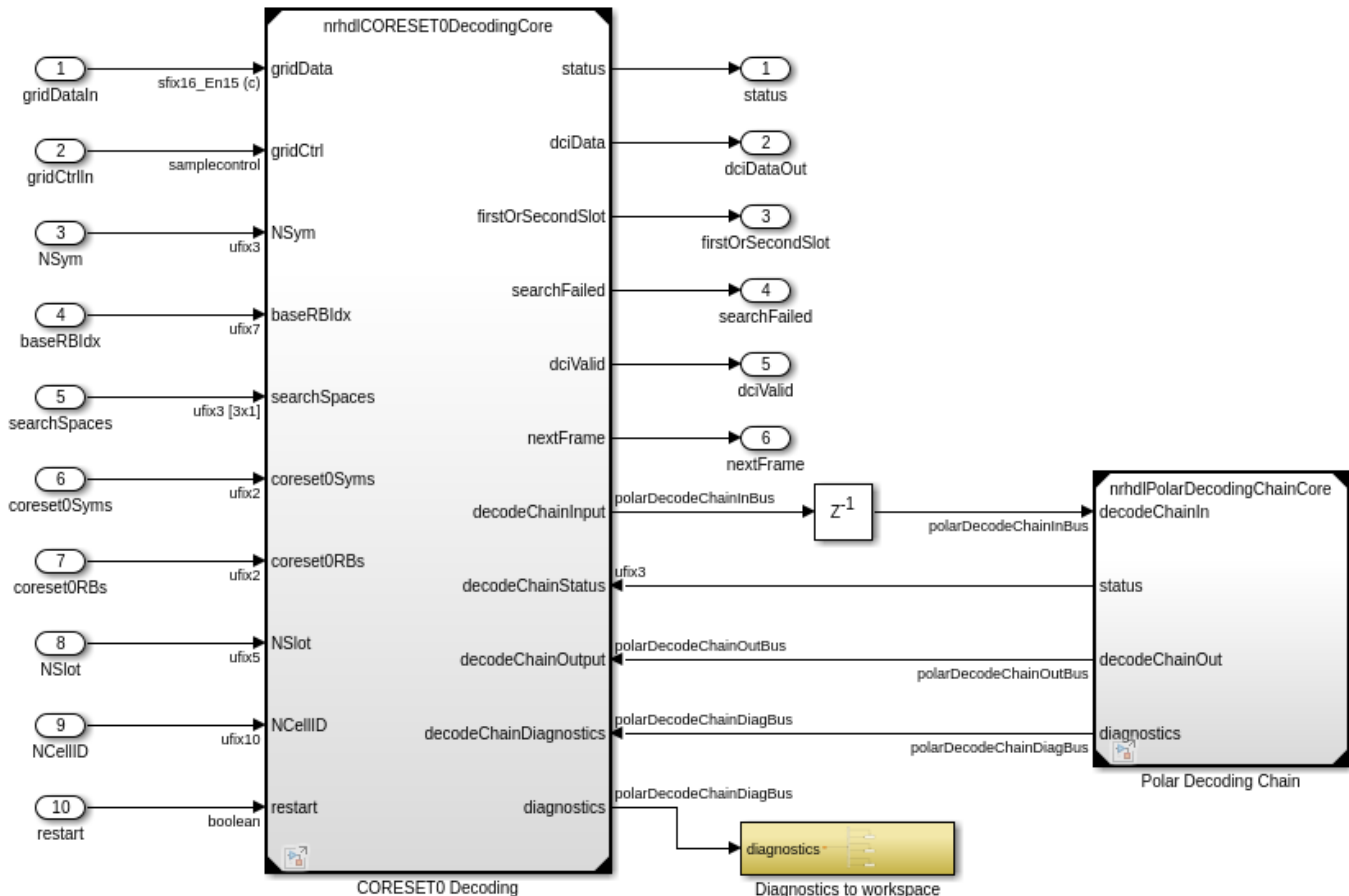 nrhdlCORESET0DecodingCore
1
gridDataIn
sfix16_En15 (c)
gridData
2
gridCtrlIn
samplecontrol
gridCtrl
3
NSym
ufix3
NSym
4
baseRBIdx
ufix7
baseRBIdx
5
searchSpaces
ufix3 [3x1]
searchSpaces
6
coreset0Syms
ufix2
coreset0Syms
7
coreset0RBs
ufix2
coreset0RBs
8
NSlot
ufix5
NSlot
9
NCellID
ufix10
NCellID
10
restart
boolean
restart
status
1
status
dciData
2
dciDataOut
firstOrSecondSlot
3
firstOrSecondSlot
searchFailed
4
searchFailed
dciValid
5
dciValid
nextFrame
6
nextFrame
decodeChainInput
polarDecodeChainInBus
Z-1
polarDecodeChainInBus
decodeChainStatus
ufix3
decodeChainOutput
polarDecodeChainOutBus
polarDecodeChainOutBus
decodeChainDiagnostics
polarDecodeChainDiagBus
polarDecodeChainDiagBus
diagnostics
polarDecodeChainDiagBus
nrhdlPolarDecodingChainCore
decodeChainIn
status
decodeChainOut
diagnostics
Polar Decoding Chain
diagnostics
CORESET0 Decoding
Diagnostics to workspace